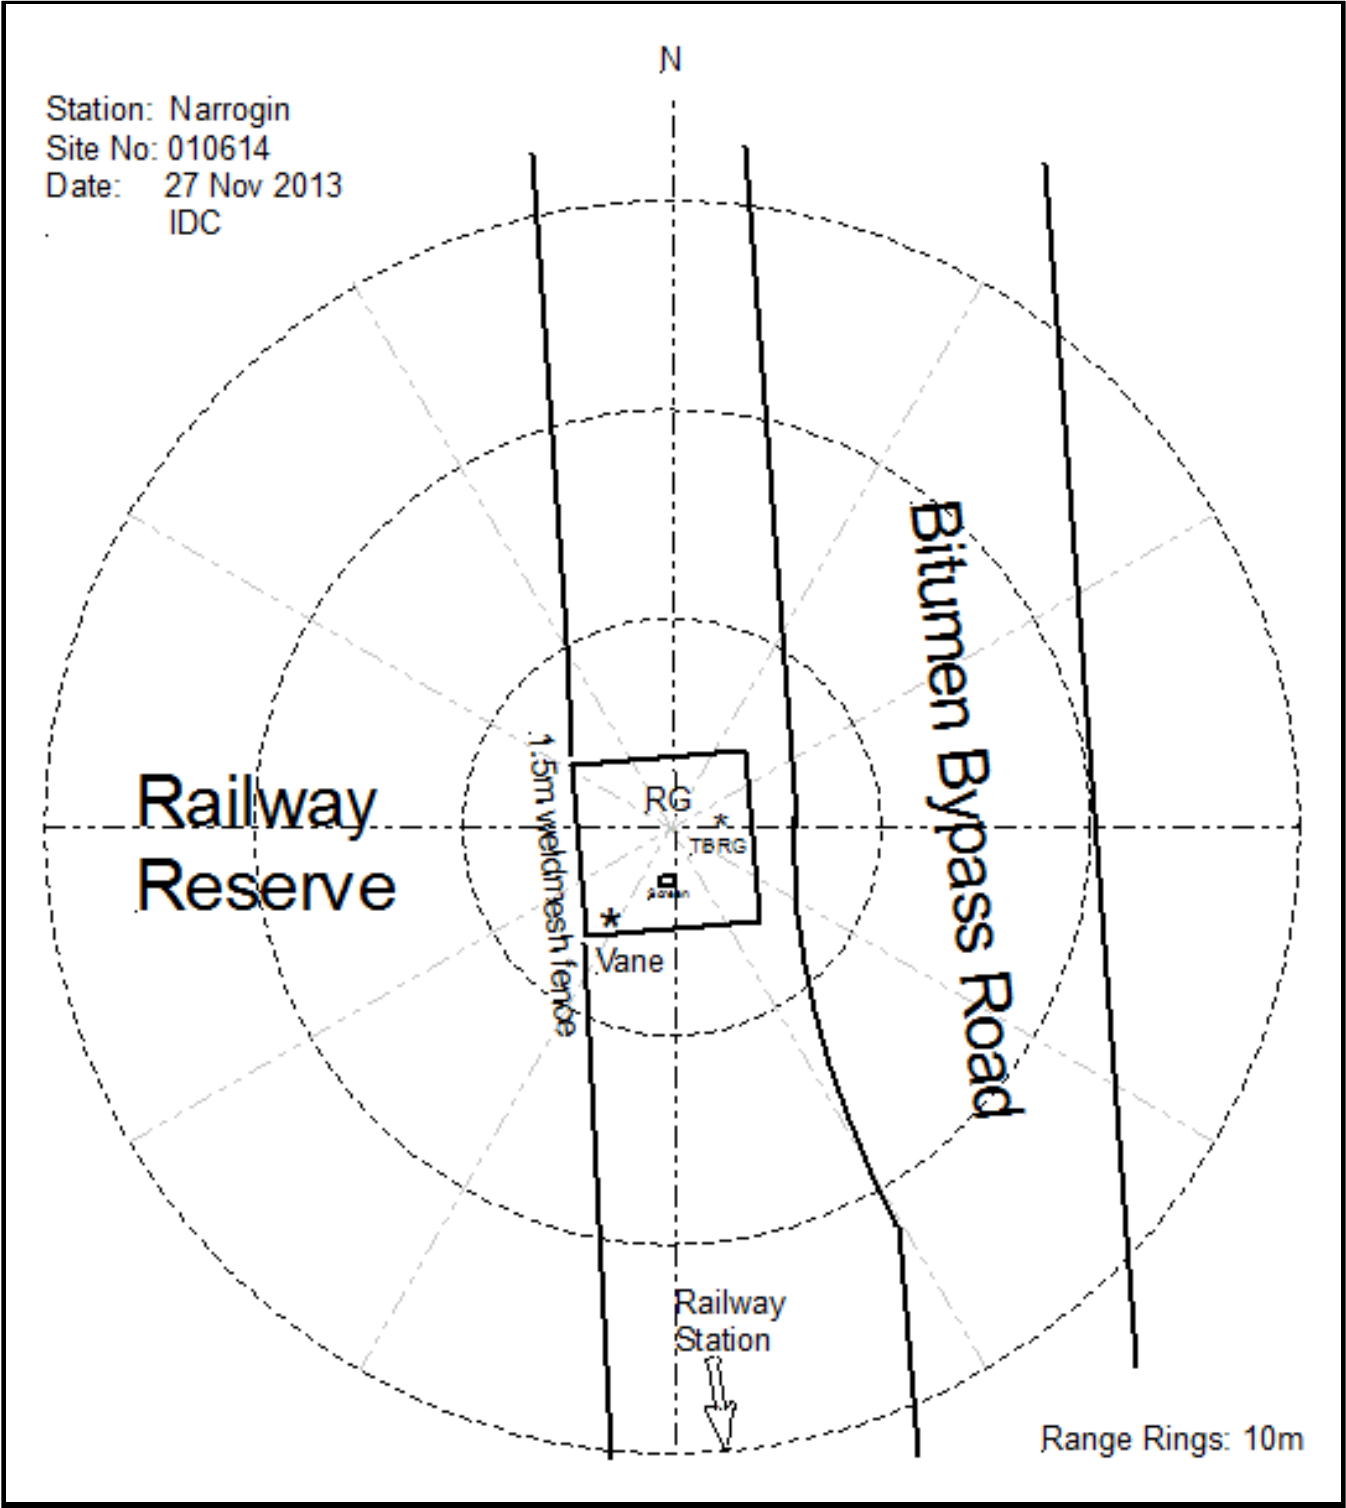 N
Station: Narrogin
Site No: 010614
Date: 27 Nov 2013
IDC
Bitumen Bypass Road
1.5m weldmesh fence
Railway
Reserve
RG
*
TBRG
Screen
*
Vane
Railway
Station
Range Rings: 10m